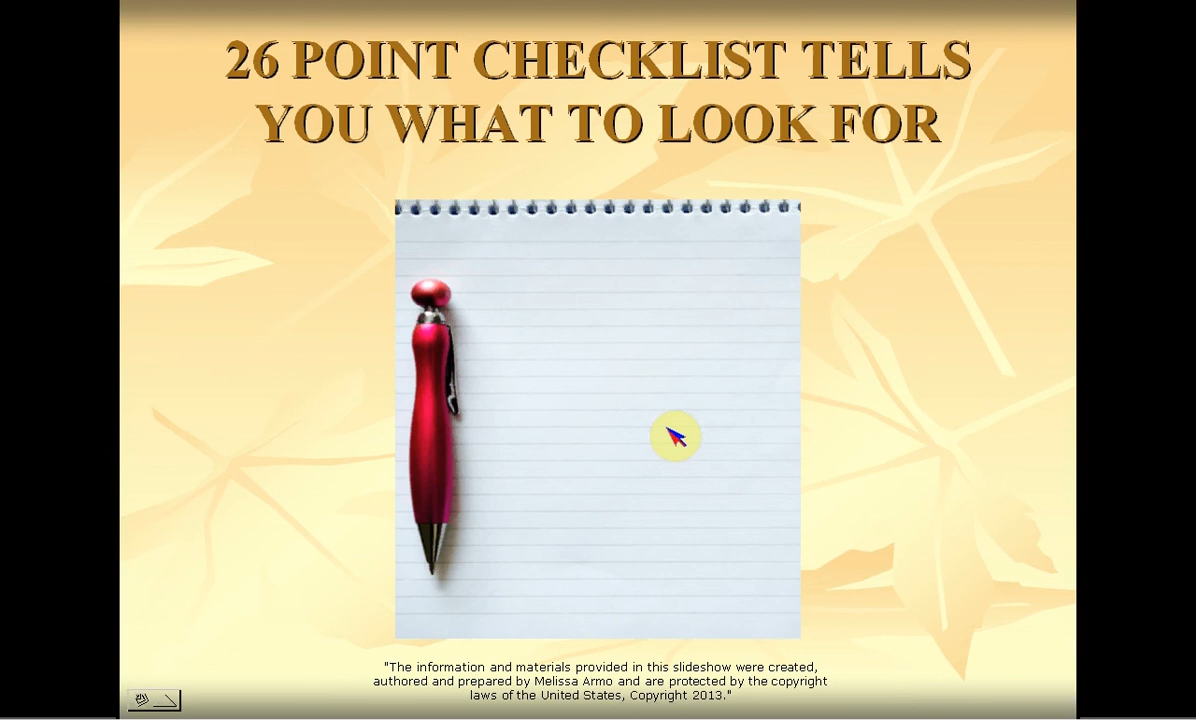 26 POINT CHECKLIST TELLS
YOU WHAT TO LOOK FOR
"The information and materials provided in this slideshow were created,
authored and prepared by Melissa Armo and are protected by the copyright
laws of the United States, Copyright 2013."